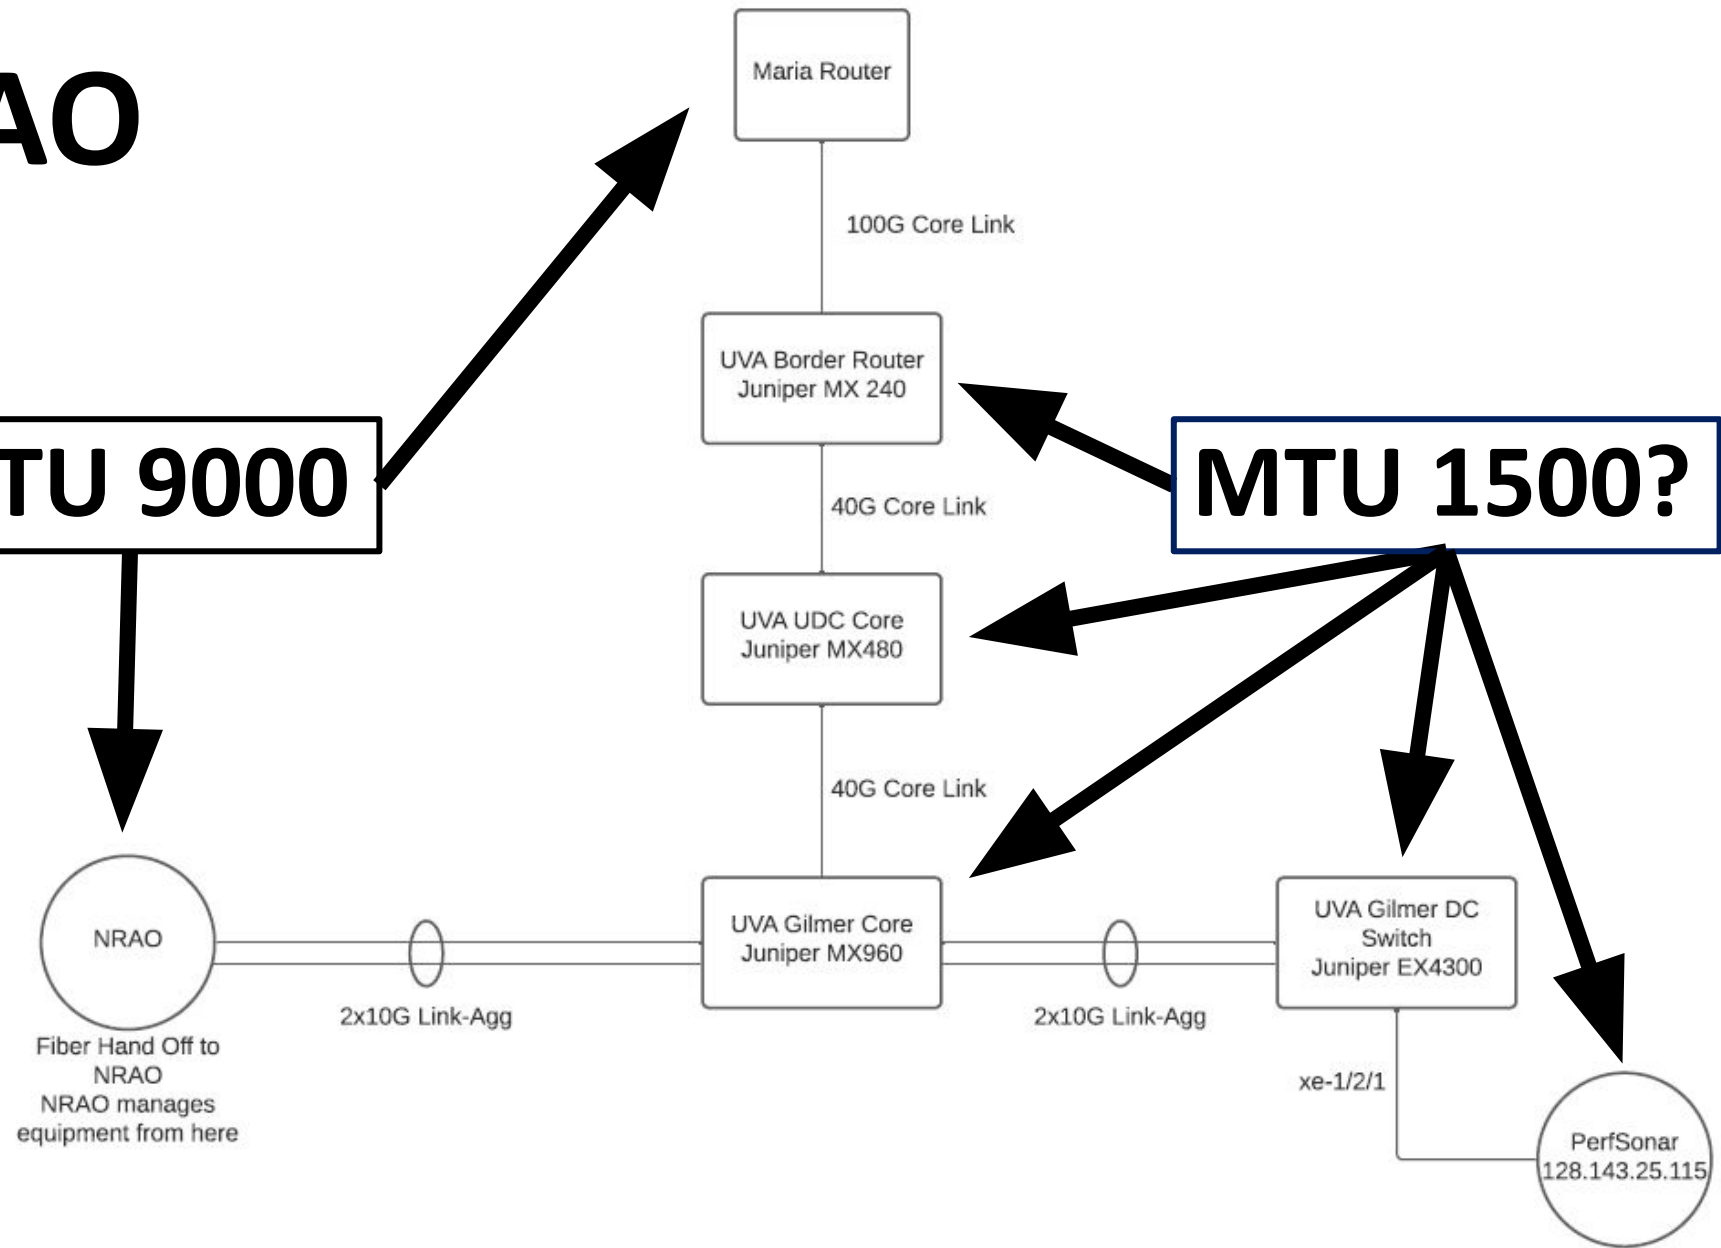 AO
Maria Router
100G Core Link
UVA Border Router
Juniper MX 240
TU 9000
MTU 1500?
40G Core Link
UVA UDC Core
Juniper MX480
40G Core Link
NRAO
UVA Gilmer Core
Juniper MX960
UVA Gilmer DC
Switch
Juniper EX4300
2x10G Link-Agg
2x10G Link-Agg
Fiber Hand Off to
NRAO
NRAO manages
equipment from here
xe-1/2/1
PerfSonar
128.143.25.115